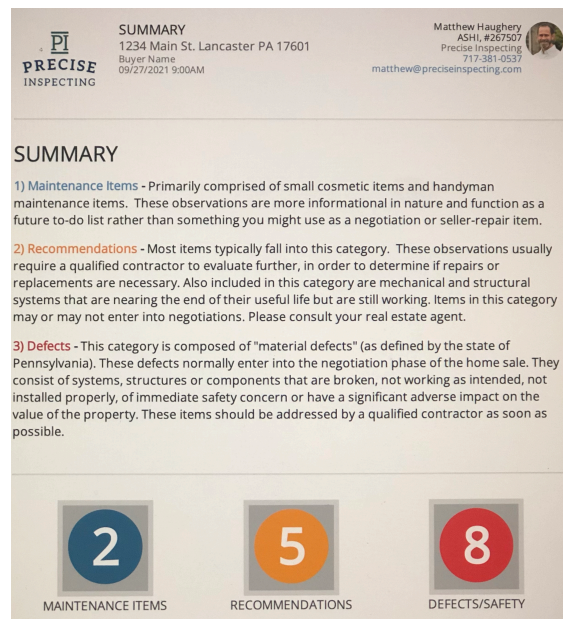 PI
PRECISE
INSPECTING
SUMMARY
1234 Main St. Lancaster PA 17601
Buyer Name
09/27/2021 9:00AM
Matthew Haughery
ASHI, #267507
Precise Inspecting
717-381-0537
matthew@preciseinspecting.com
SUMMARY
1) Maintenance Items - Primarily comprised of small cosmetic items and handyman
maintenance items. These observations are more informational in nature and function as a
future to-do list rather than something you might use as a negotiation or seller-repair item.
2) Recommendations - Most items typically fall into this category. These observations usually
require a qualified contractor to evaluate further, in order to determine if repairs or
replacements are necessary. Also included in this category are mechanical and structural
systems that are nearing the end of their useful life but are still working. Items in this category
may or may not enter into negotiations. Please consult your real estate agent.
3) Defects - This category is composed of "material defects" (as defined by the state of
Pennsylvania). These defects normally enter into the negotiation phase of the home sale. They
consist of systems, structures or components that are broken, not working as intended, not
installed properly, of immediate safety concern or have a significant adverse impact on the
value of the property. These items should be addressed by a qualified contractor as soon as
possible.
2
5
8
MAINTENANCE ITEMS
RECOMMENDATIONS
DEFECTS/SAFETY